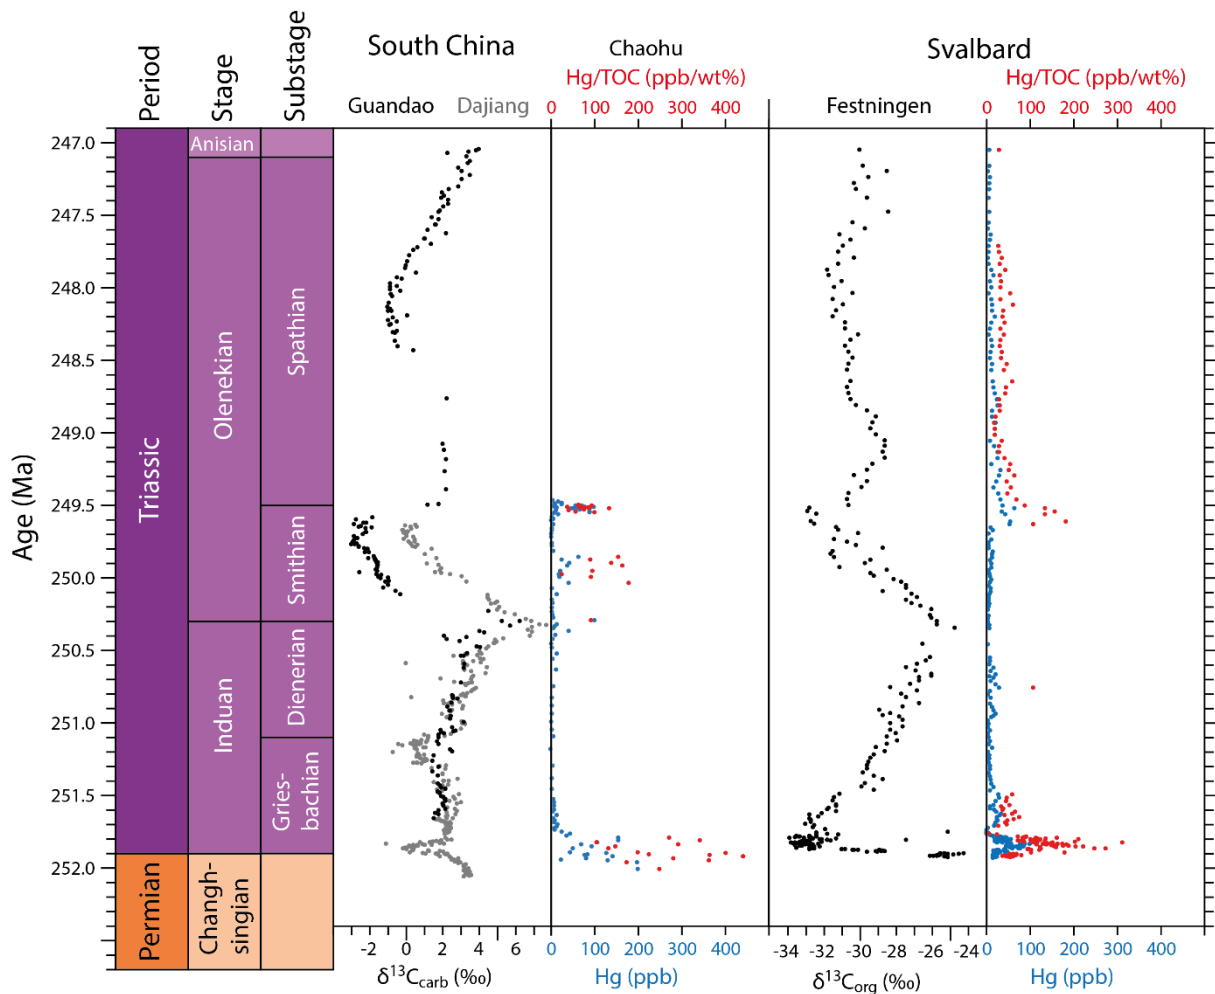 South China
Chaohu
Svalbard
Hg/TOC (ppb/wt%)
Hg/TOC (ppb/wt%)
Period
Stage
Substage
Guandao
Dajiang
0 100 200 300 400
Festningen
0 100 200 300 400
Age (Ma)
247.0
247.5
248.0
248.5
249.0
249.5
250.0
250.5
251.0
251.5
252.0
Triassic
Permian
Anisian
Olenekian
Induan
Changh-
singian
Spathian
Smithian
Dienerian
Gries-
bachian
-2 0 2 4 6
0 100 200 300 400
-34 -32 -30 -28 -26 -24
0 100 200 300 400
δ13Ccarb (‰)
Hg (ppb)
δ13Corg (‰)
Hg (ppb)